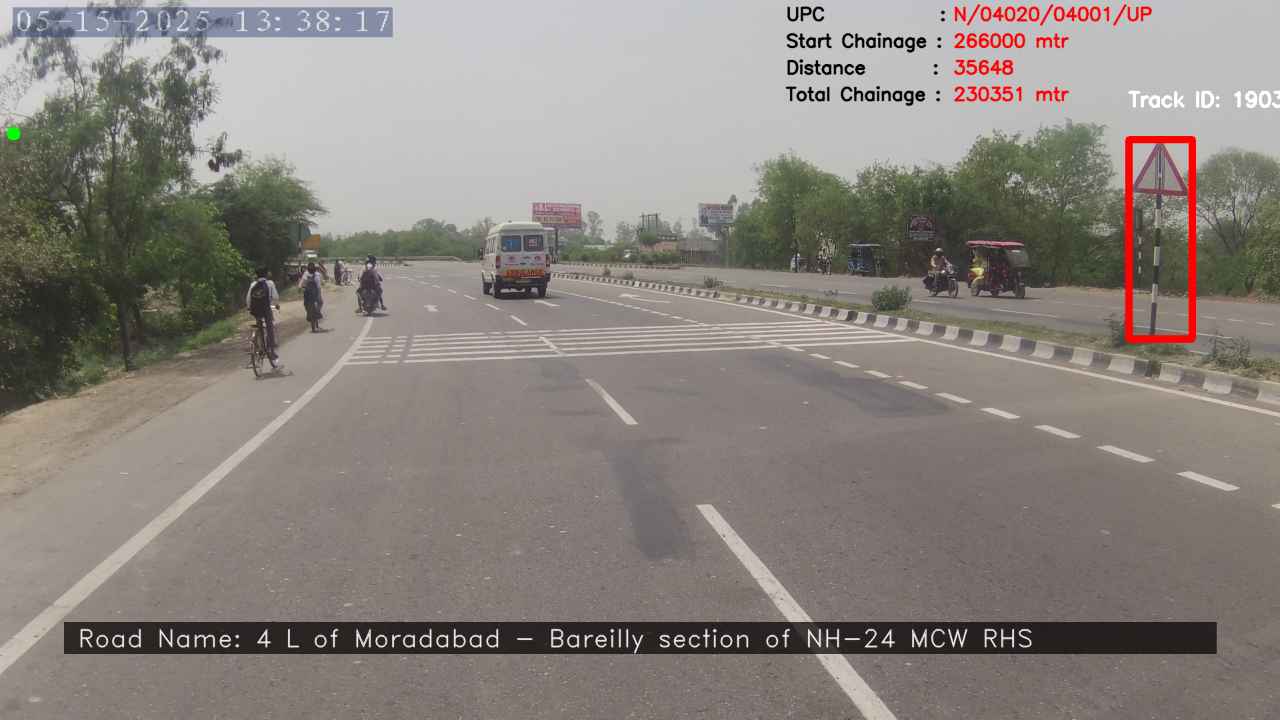 05-15-2025 13:38:17
UPC : N/04020/04001/UP
Start Chainage : 266000 mtr
Distance : 35648
Total Chainage : 230351 mtr
Track ID: 1903
Road Name: 4 L of Moradabad - Bareilly section of NH-24 MCW RHS